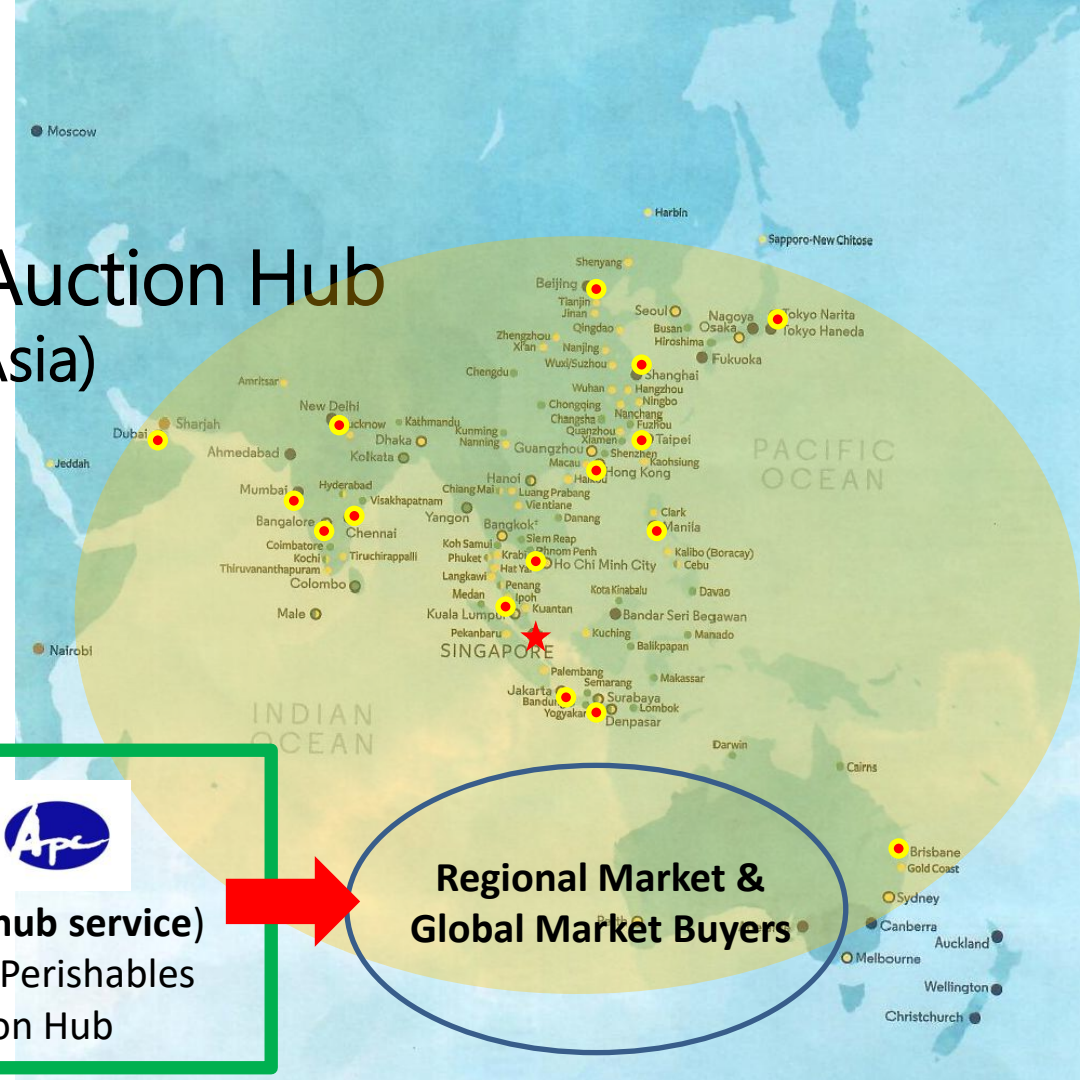 Moscow
Harbin
Sapporo-New Chitose
Auction Hub
Asia)
Shenyang
Beijing
Tianjin
Jinan
Seoul
Nagoya
Tokyo Narita
Qingdao
Busan
Osaka
Tokyo Haneda
Zhengzhou
Hiroshima
Xi'an
Nanjing
Wuxi/Suzhou
Fukuoka
Chengdu
Shanghai
Amritsar
Wuhan
Hangzhou
Ningbo
New Delhi
Chongqing
Nanchang
Sharjah
Lucknow
Kathmandu
Changsha
Fuzhou
Dubai
Dhaka
Kunming
Nanning
Quanzhou
Xiamen
Taipei
PACIFIC
OCEAN
Ahmedabad
Kolkata
Guangzhou
Shenzhen
Jeddah
Macau
Kaohsiung
Hong Kong
Mumbai
Hyderabad
Hanoi
Haikou
Visakhapatnam
Chiang Mai
Luang Prabang
Vientiane
Clark
Bangalore
Chennai
Yangon
Bangkok
Danang
Manila
Coimbatore
Koh Samui
Siem Reap
Kochi
Tiruchirappalli
Phuket
Krabi
Phnom Penh
Kalibo (Boracay)
Thiruvananthapuram
Hat Yai
Ho Chi Minh City
Cebu
Colombo
Langkawi
Penang
Kota Kinabalu
Davao
Medan
Ipoh
Male
Kuala Lumpur
Kuantan
Bandar Seri Begawan
Pekanbaru
Kuching
Manado
Nairobi
SINGAPORE
Balikpapan
Palembang
Makassar
Jakarta
Semarang
Bandung
Surabaya
Yogyakar
Lombok
Denpasar
INDIAN
OCEAN
Darwin
Cairns
Apc
Brisbane
Gold Coast
Regional Market &
Global Market Buyers
Sydney
hub service)
Perth
Canberra
Auckland
Perishables
Melbourne
Wellington
on Hub
Christchurch